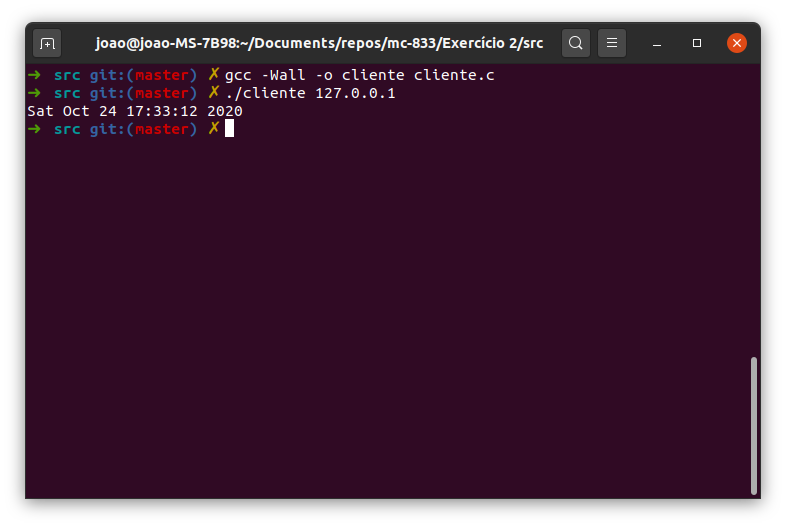 joao@joao-MS-7B98:~/Documents/repos/mc-833/Exercício 2/src
➜ src git:(master) ✗ gcc -Wall -o cliente cliente.c
➜ src git:(master) ✗ ./cliente 127.0.0.1
Sat Oct 24 17:33:12 2020
➜ src git:(master) ✗